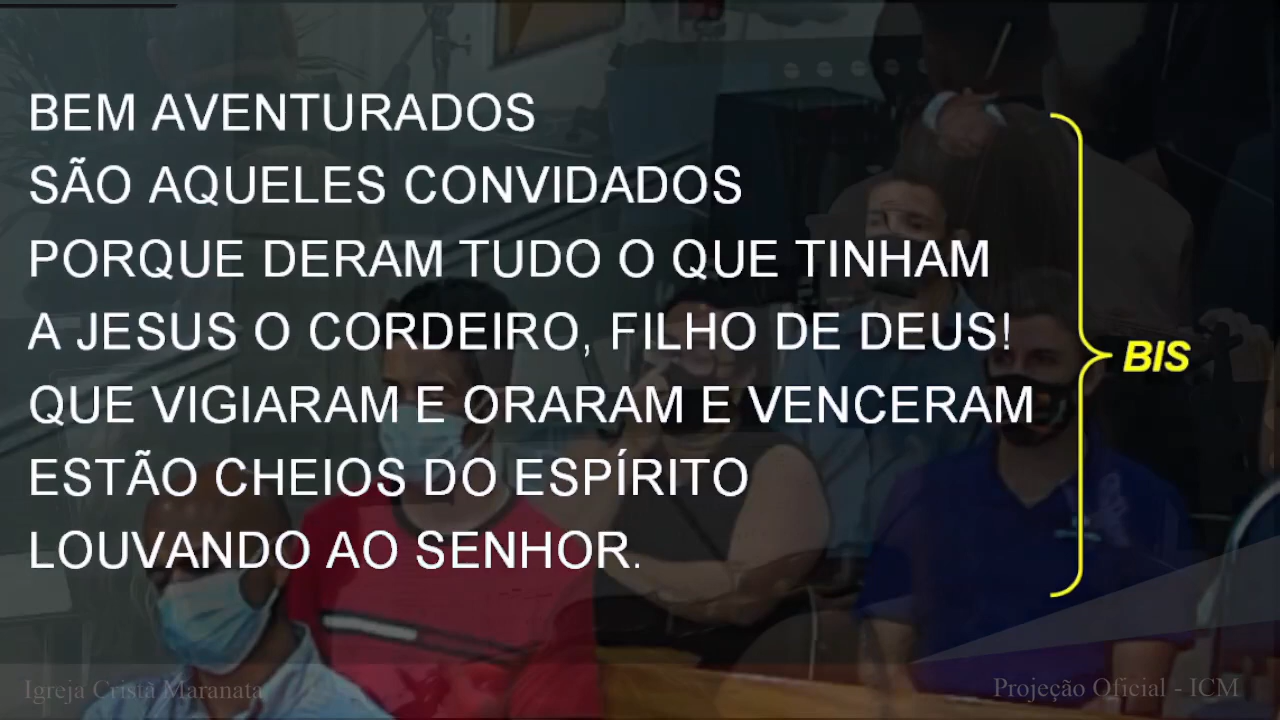 BEM AVENTURADOS
SÃO AQUELES CONVIDADOS
PORQUE DERAM TUDO O QUE TINHAM
A JESUS O CORDEIRO, FILHO DE DEUS!
QUE VIGIARAM E ORARAM E VENCERAM
ESTÃO CHEIOS DO ESPÍRITO
LOUVANDO AO SENHOR.
BIS
Igreja Cristã Maranata
Projeção Oficial - ICM